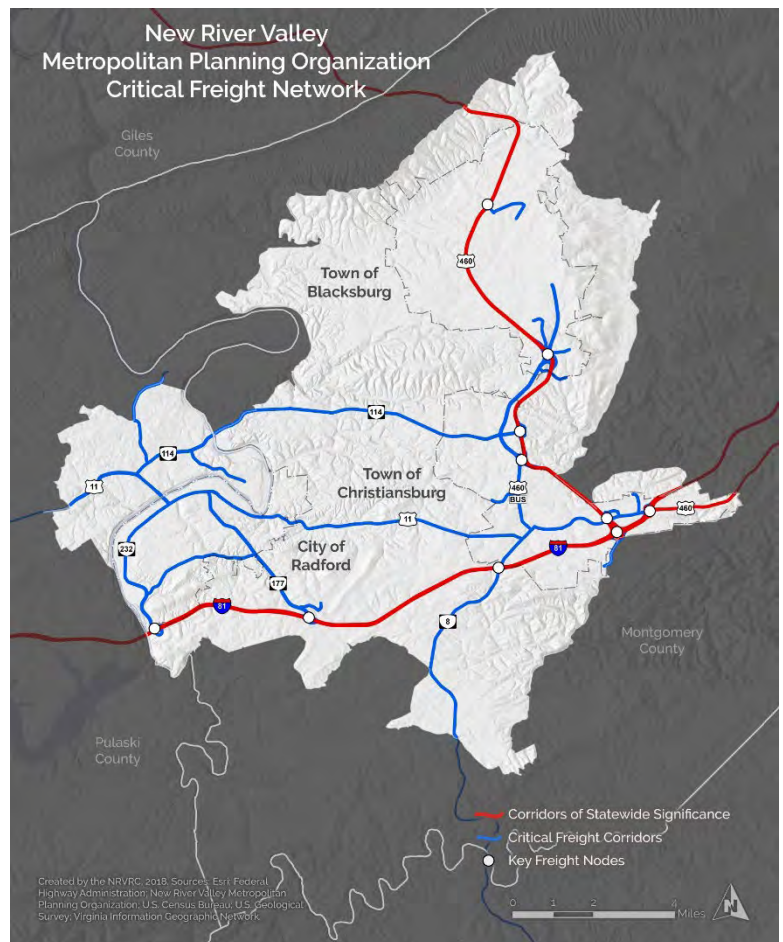 New River Valley
Metropolitan Planning Organization
Critical Freight Network
Giles
County
460
Town of
Blacksburg
114
114
11
Town of
Christiansburg
460
BUS
11
460
232
City of
Radford
81
177
81
8
Montgomery
County
Pulaski
County
Corridors of Statewide Significance
Critical Freight Corridors
Key Freight Nodes
Created by the NRVRC, 2018. Sources: Esri; Federal
Highway Administration; New River Valley Metropolitan
Planning Organization; U.S. Census Bureau; U.S. Geological
Survey; Virginia Information Geographic Network.
0 1 2 4
Miles
N